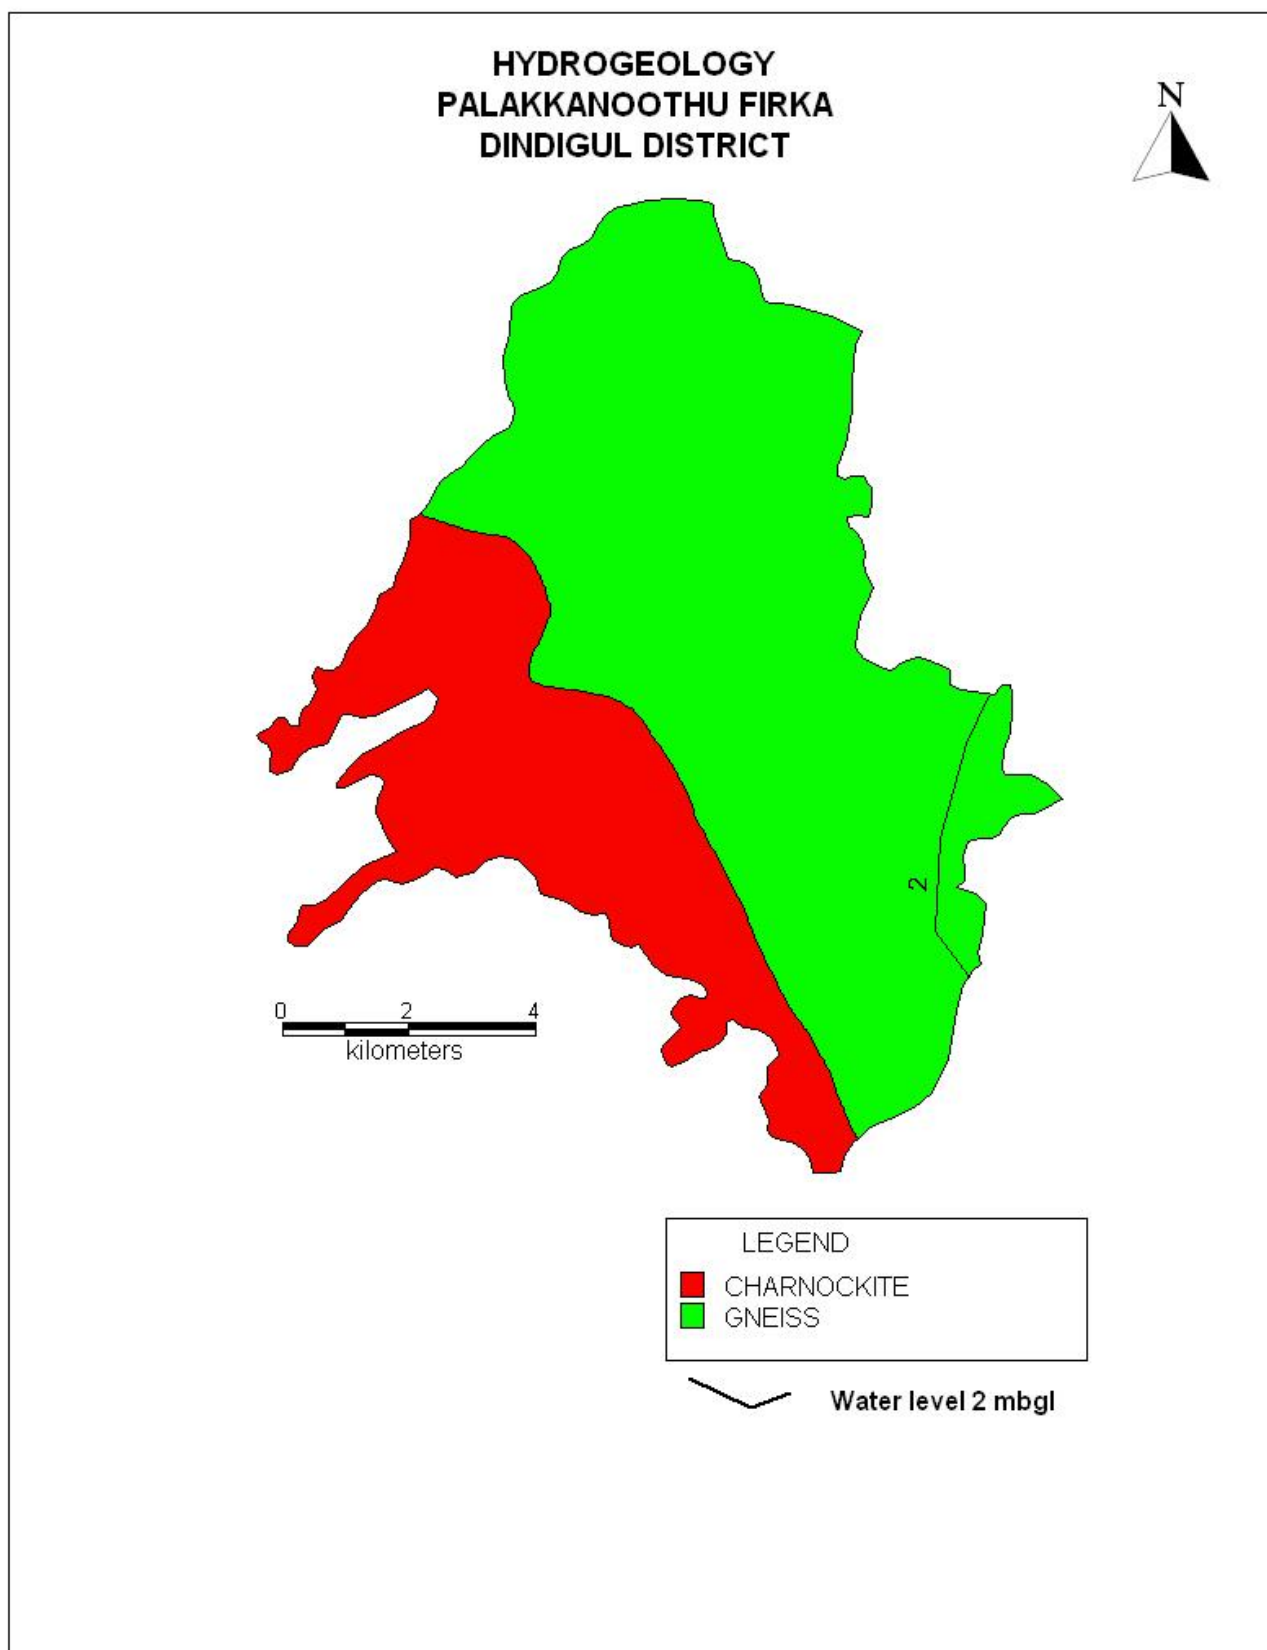 HYDROGEOLOGY
PALAKKANOOTHU FIRKA
DINDIGUL DISTRICT
N
2
0 2 4
kilometers
LEGEND
CHARNOCKITE
GNEISS
Water level 2 mbgl